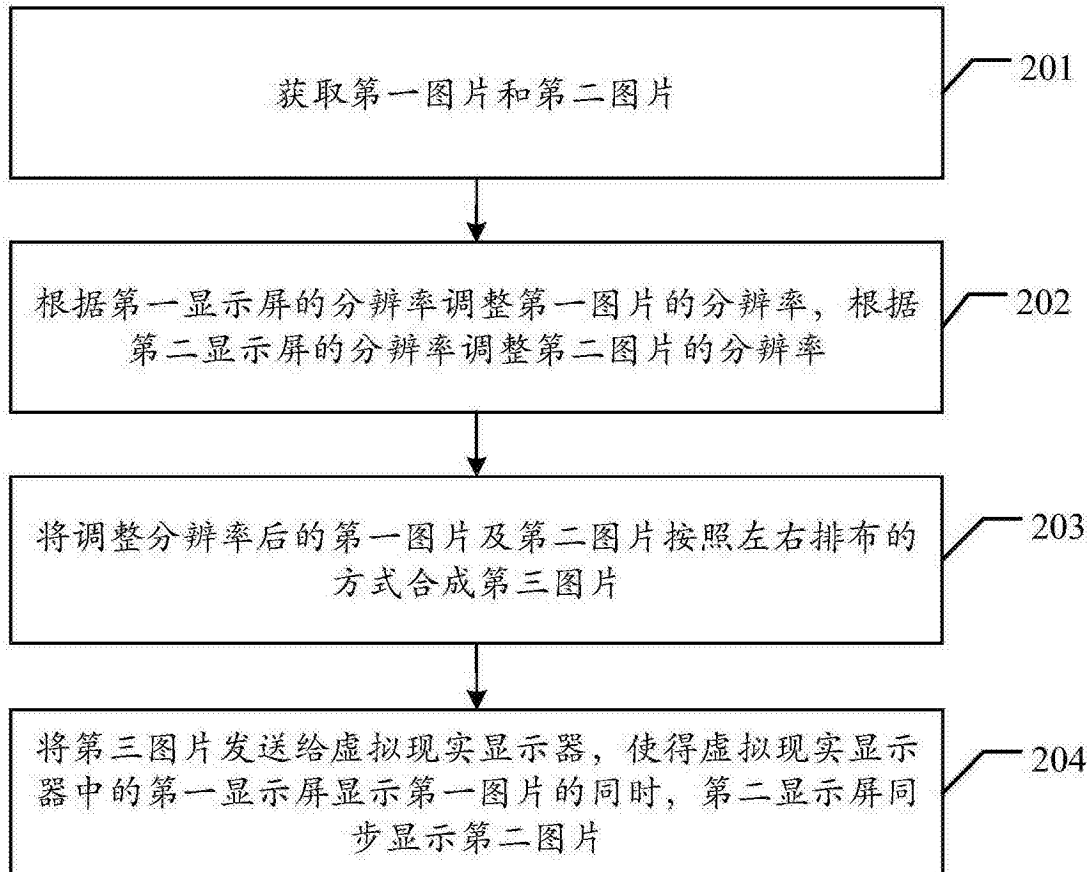 获取第一图片和第二图片
201
根据第一显示屏的分辨率调整第一图片的分辨率，根据
第二显示屏的分辨率调整第二图片的分辨率
202
将调整分辨率后的第一图片及第二图片按照左右排布的
方式合成第三图片
203
将第三图片发送给虚拟现实显示器，使得虚拟现实显示
器中的第一显示屏显示第一图片的同时，第二显示屏同
步显示第二图片
204